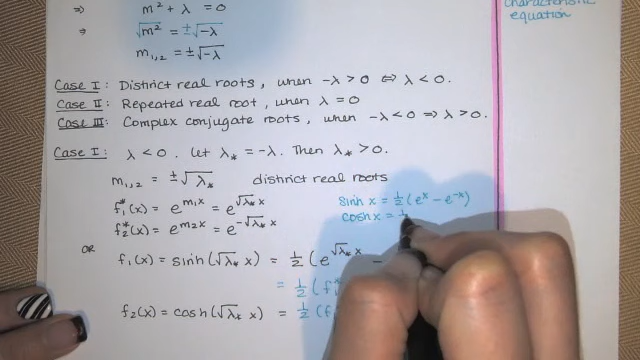 ⇒ m² + λ = 0
characteristic
equation
⇒ √m² = ±√-λ
m₁,₂ = ±√-λ
Case I: Distinct real roots, when -λ > 0 ⇔ λ < 0.
Case II: Repeated real root, when λ = 0
Case III: Complex conjugate roots, when -λ < 0 ⇒ λ > 0.
Case I: λ < 0. Let λ* = -λ. Then λ* > 0.
m₁,₂ = ±√λ* distinct real roots
sinh x = ½(eˣ - e⁻ˣ)
cosh x = ½
f₁*(x) = e^{m₁x} = e^{√λ* x}
f₂*(x) = e^{m₂x} = e^{-√λ* x}
OR
f₁(x) = sinh(√λ* x) = ½(e^{√λ* x} -
= ½(f₁*
f₂(x) = cosh(√λ* x) = ½(f